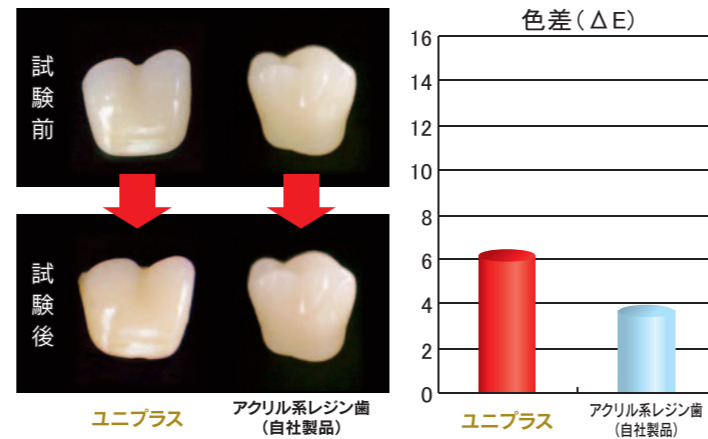 試験前
試験後
ユニプラス
アクリル系レジン歯
(自社製品)
色差(ΔE)
16
14
12
10
8
6
4
2
0
ユニプラス
アクリル系レジン歯
(自社製品)